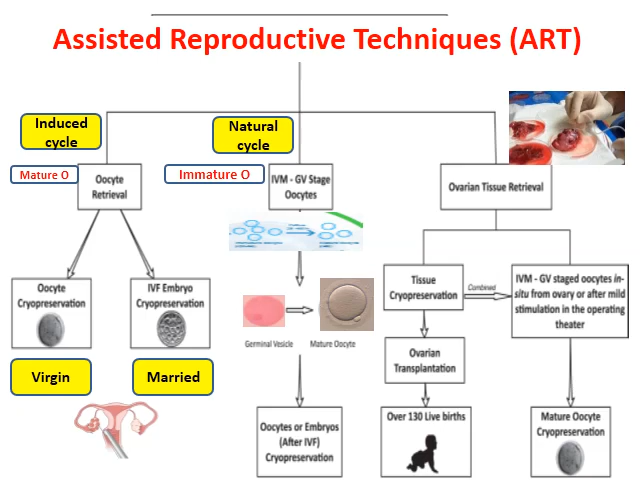 Assisted Reproductive Techniques (ART)
Induced
cycle
Natural
cycle
Mature O
Oocyte
Retrieval
Immature O
IVM - GV Stage
Oocytes
Ovarian Tissue Retrieval
Oocyte
Cryopreservation
IVF Embryo
Cryopreservation
Tissue
Cryopreservation
Combined
IVM - GV staged oocytes in-
situ from ovary or after mild
stimulation in the operating
theater
Germinal Vesicle
Mature Oocyte
Ovarian
Transplantation
Virgin
Married
Oocytes or Embryos
(After IVF)
Cryopreservation
Over 130 Live births
Mature Oocyte
Cryopreservation